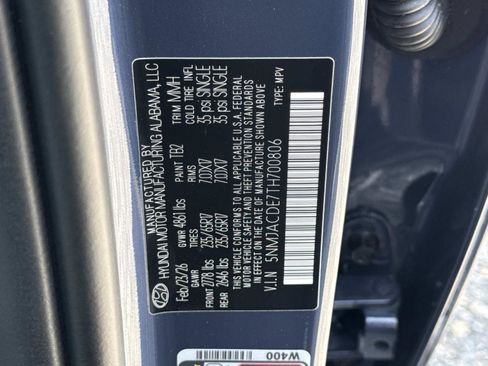 MANUFACTURED BY
HYUNDAI MOTOR MANUFACTURING ALABAMA, LLC
Feb/23/26 GVWR 4861 lbs PAINT TB2 TRIM MMH
GAWR TIRES RIMS COLD TIRE INFL.
FRONT 2778 lbs 235/65R17 7.0JX17 35 psi SINGLE
REAR 2646 lbs 235/65R17 7.0JX17 35 psi SINGLE
THIS VEHICLE CONFORMS TO ALL APPLICABLE U.S.A. FEDERAL
MOTOR VEHICLE SAFETY AND THEFT PREVENTION STANDARDS
IN EFFECT ON THE DATE OF MANUFACTURE SHOWN ABOVE.
V.I.N 5NMJACDE7TH700806 TYPE: MPV
W400